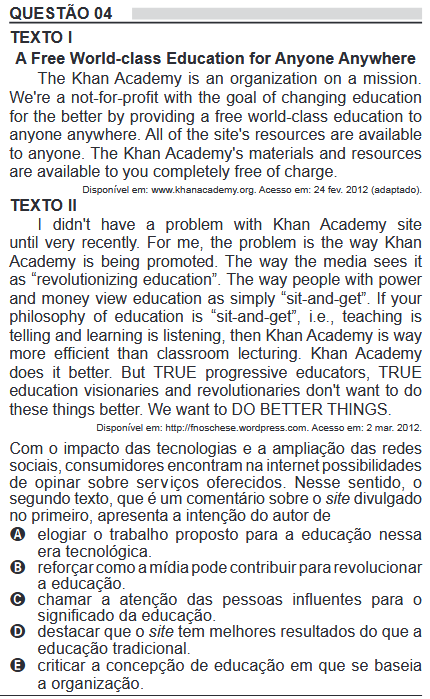 QUESTÃO 04
TEXTO I
A Free World-class Education for Anyone Anywhere
The Khan Academy is an organization on a mission.
We're a not-for-profit with the goal of changing education
for the better by providing a free world-class education to
anyone anywhere. All of the site's resources are available
to anyone. The Khan Academy's materials and resources
are available to you completely free of charge.
Disponível em: www.khanacademy.org. Acesso em: 24 fev. 2012 (adaptado).
TEXTO II
I didn't have a problem with Khan Academy site
until very recently. For me, the problem is the way Khan
Academy is being promoted. The way the media sees it
as “revolutionizing education”. The way people with power
and money view education as simply “sit-and-get”. If your
philosophy of education is “sit-and-get”, i.e., teaching is
telling and learning is listening, then Khan Academy is way
more efficient than classroom lecturing. Khan Academy
does it better. But TRUE progressive educators, TRUE
education visionaries and revolutionaries don't want to do
these things better. We want to DO BETTER THINGS.
Disponível em: http://fnoschese.wordpress.com. Acesso em: 2 mar. 2012.
Com o impacto das tecnologias e a ampliação das redes
sociais, consumidores encontram na internet possibilidades
de opinar sobre serviços oferecidos. Nesse sentido, o
segundo texto, que é um comentário sobre o site divulgado
no primeiro, apresenta a intenção do autor de
A elogiar o trabalho proposto para a educação nessa
era tecnológica.
B reforçar como a mídia pode contribuir para revolucionar
a educação.
C chamar a atenção das pessoas influentes para o
significado da educação.
D destacar que o site tem melhores resultados do que a
educação tradicional.
E criticar a concepção de educação em que se baseia
a organização.